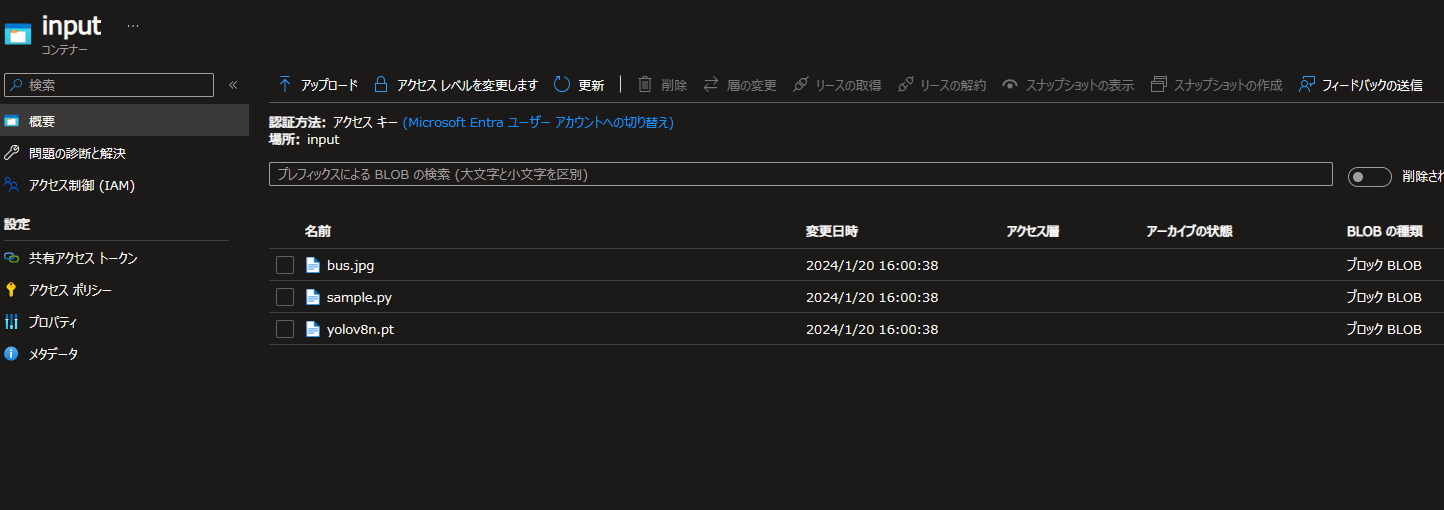 input ...
コンテナー
検索 «
アップロード アクセス レベルを変更します 更新 削除 層の変更 リースの取得 リースの解約 スナップショットの表示 スナップショットの作成 フィードバックの送信
概要
問題の診断と解決
アクセス制御 (IAM)
設定
共有アクセス トークン
アクセス ポリシー
プロパティ
メタデータ
認証方法: アクセス キー (Microsoft Entra ユーザー アカウントへの切り替え)
場所: input
プレフィックスによる BLOB の検索 (大文字と小文字を区別)
削除され
名前 変更日時 アクセス層 アーカイブの状態 BLOB の種類
bus.jpg 2024/1/20 16:00:38 ブロック BLOB
sample.py 2024/1/20 16:00:38 ブロック BLOB
yolov8n.pt 2024/1/20 16:00:38 ブロック BLOB